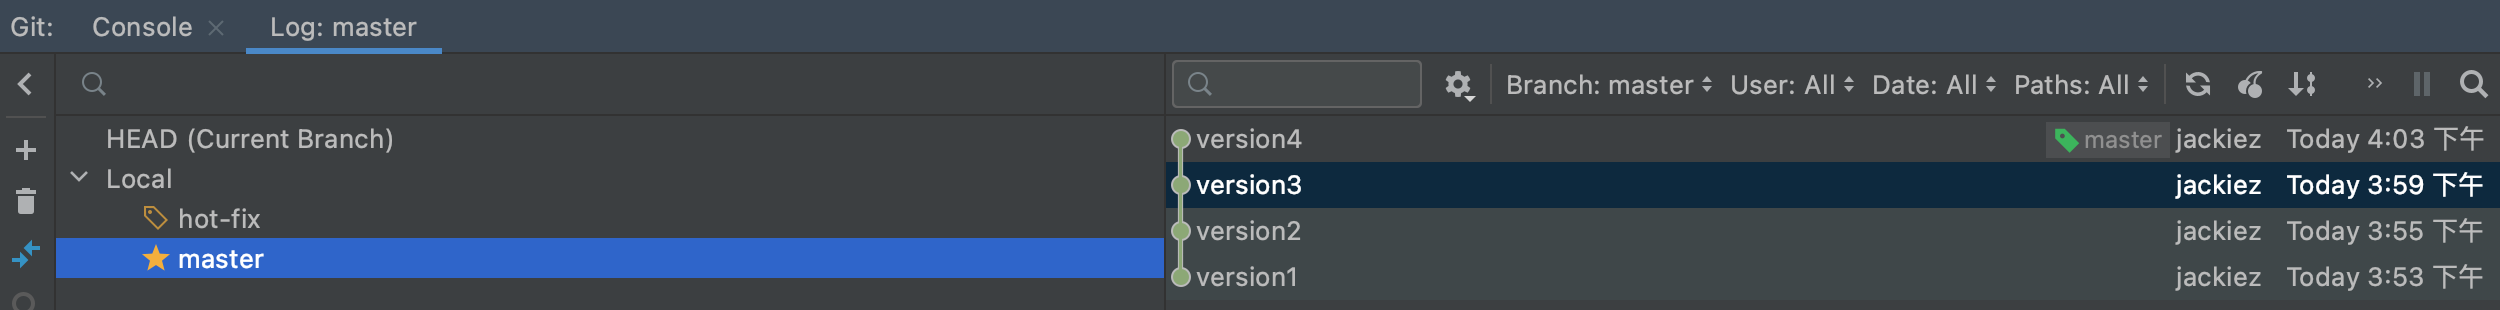 Git: Console Log: master
Branch: master User: All Date: All Paths: All
HEAD (Current Branch)
Local
hot-fix
master
version4 master jackiez Today 4:03 下午
version3 jackiez Today 3:59 下午
version2 jackiez Today 3:55 下午
version1 jackiez Today 3:53 下午